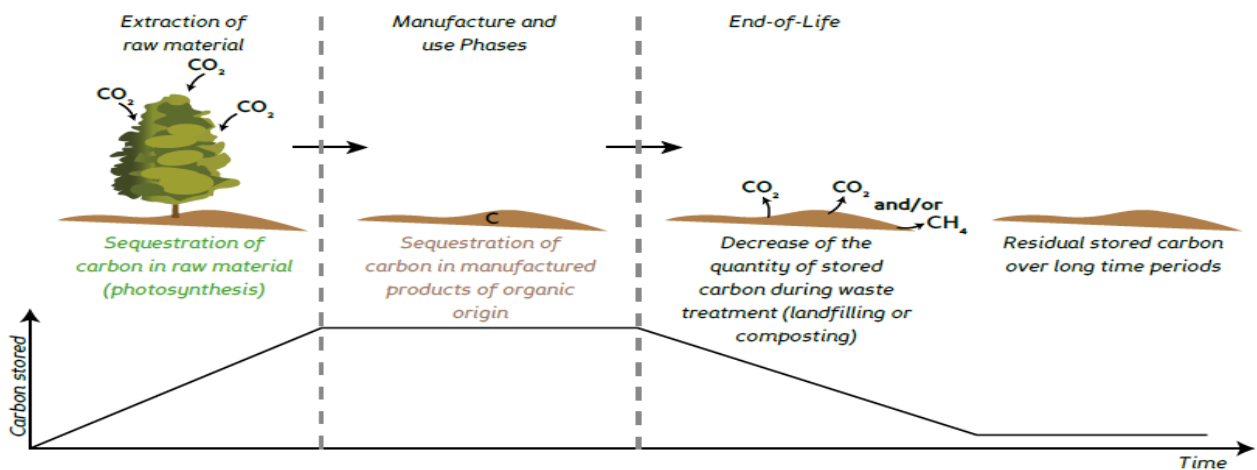 Extraction of
raw material
Manufacture and
use Phases
End-of-Life
CO₂
CO₂
CO₂
C
CO₂
CO₂
and/or
CH₄
Sequestration of
carbon in raw material
(photosynthesis)
Sequestration of
carbon in manufactured
products of organic
origin
Decrease of the
quantity of stored
carbon during waste
treatment (landfilling or
composting)
Residual stored carbon
over long time periods
Carbon stored
Time